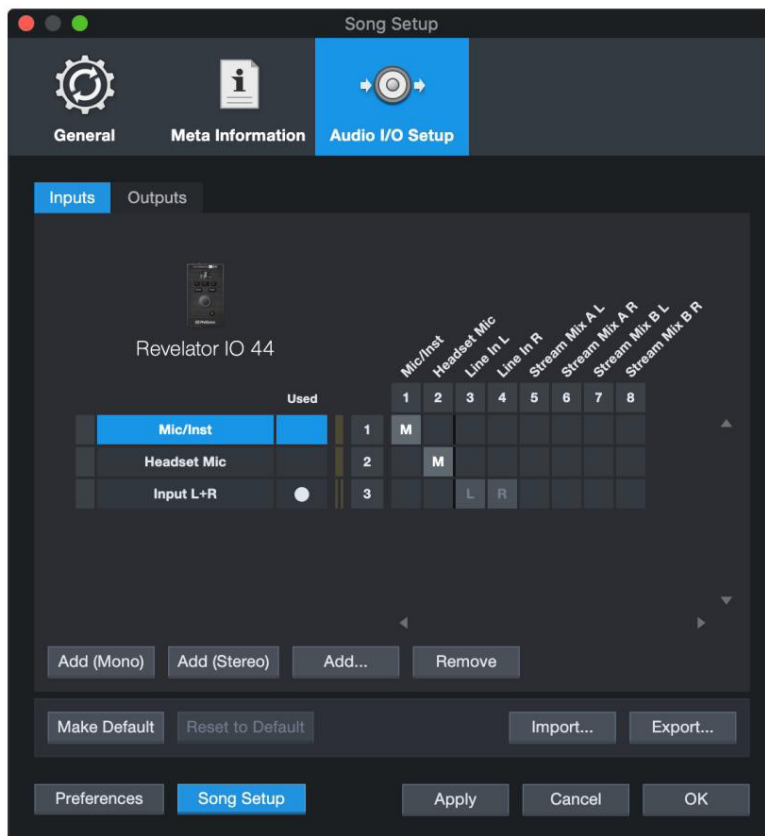 Song Setup
General
Meta Information
Audio I/O Setup
Inputs
Outputs
Revelator IO 44
Mic/Inst
Headset Mic
Line In L
Line In R
Stream Mix A L
Stream Mix A R
Stream Mix B L
Stream Mix B R
Used
1 2 3 4 5 6 7 8
Mic/Inst 1 M
Headset Mic 2 M
Input L+R 3 L R
Add (Mono)
Add (Stereo)
Add...
Remove
Make Default
Reset to Default
Import...
Export...
Preferences
Song Setup
Apply
Cancel
OK